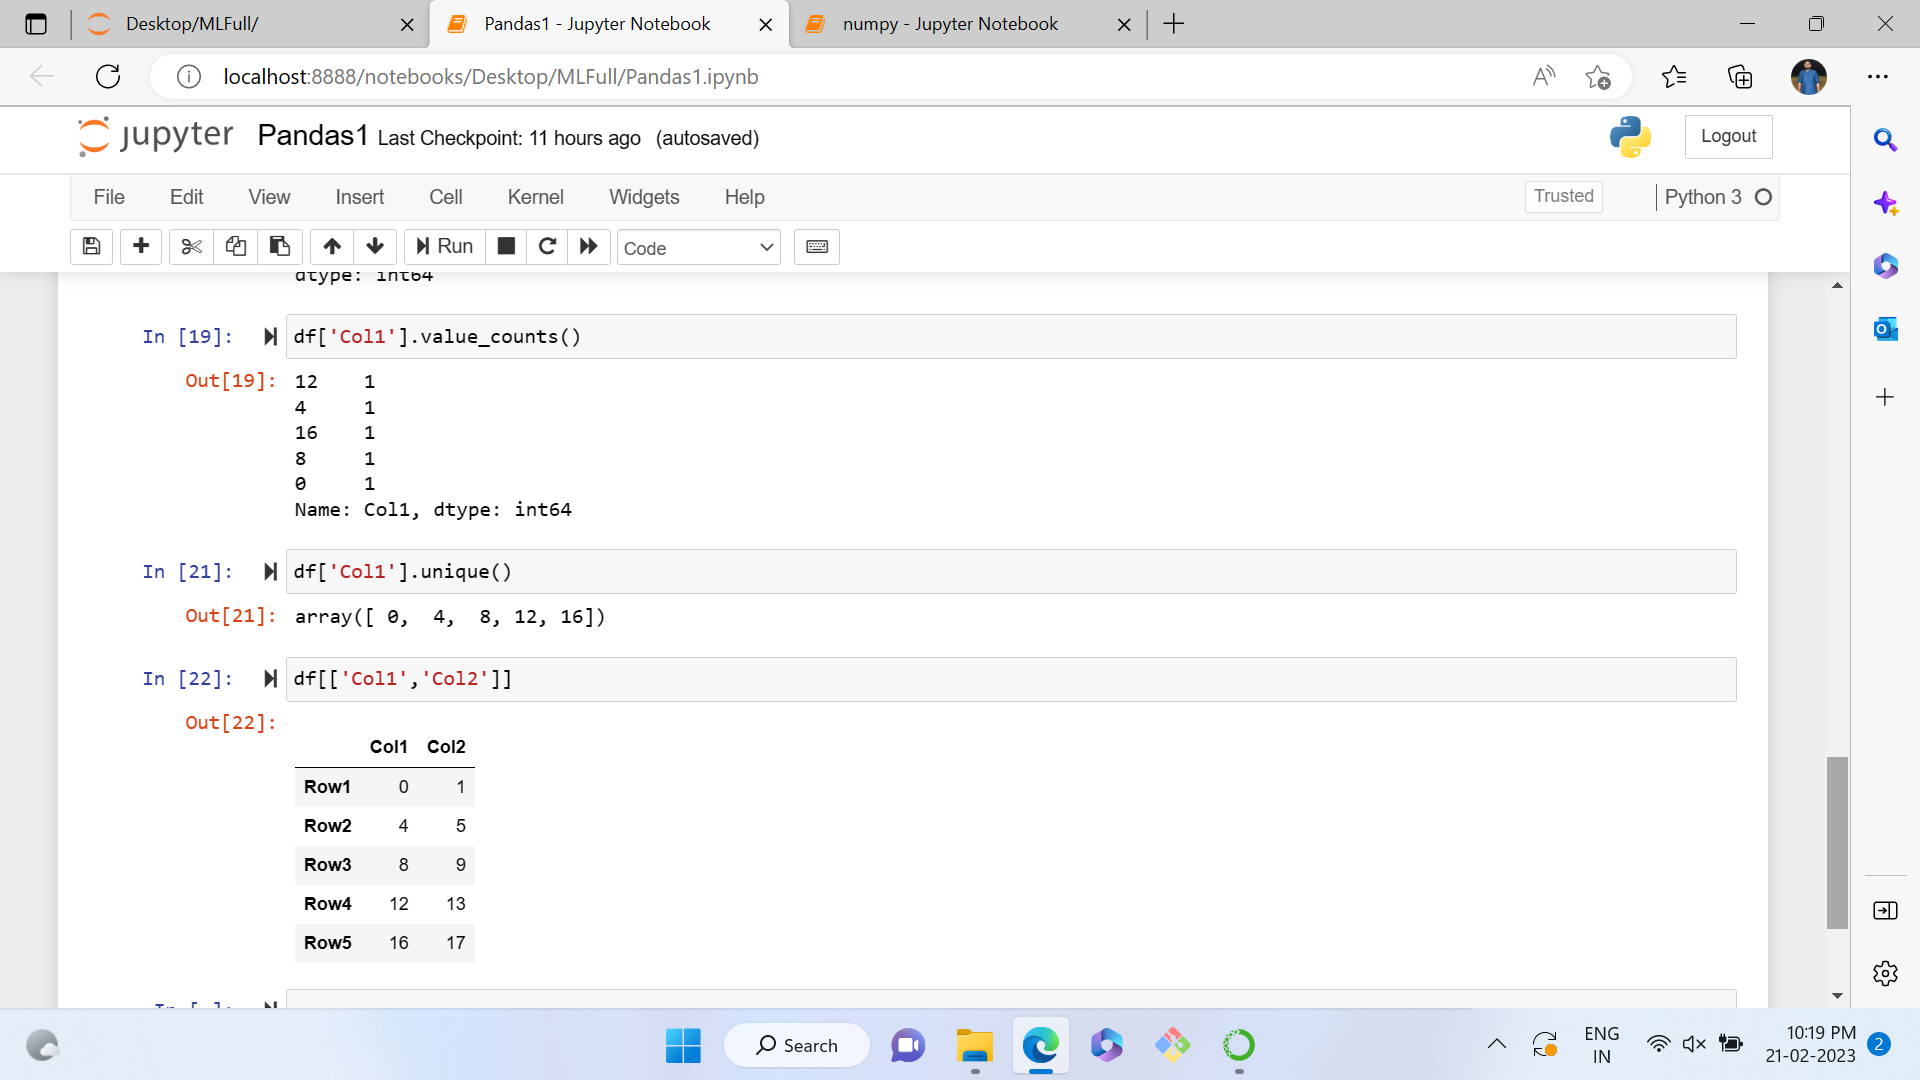 Desktop/MLFull/
Pandas1 - Jupyter Notebook
numpy - Jupyter Notebook
localhost:8888/notebooks/Desktop/MLFull/Pandas1.ipynb
jupyter Pandas1 Last Checkpoint: 11 hours ago (autosaved)
Logout
File Edit View Insert Cell Kernel Widgets Help
Trusted
Python 3
Run
Code
dtype: int64
In [19]: df['Col1'].value_counts()
Out[19]: 12 1
4 1
16 1
8 1
0 1
Name: Col1, dtype: int64
In [21]: df['Col1'].unique()
Out[21]: array([ 0, 4, 8, 12, 16])
In [22]: df[['Col1','Col2']]
Out[22]:
Col1 Col2
Row1 0 1
Row2 4 5
Row3 8 9
Row4 12 13
Row5 16 17
In [ ]:
Search
ENG
IN
10:19 PM
21-02-2023
2